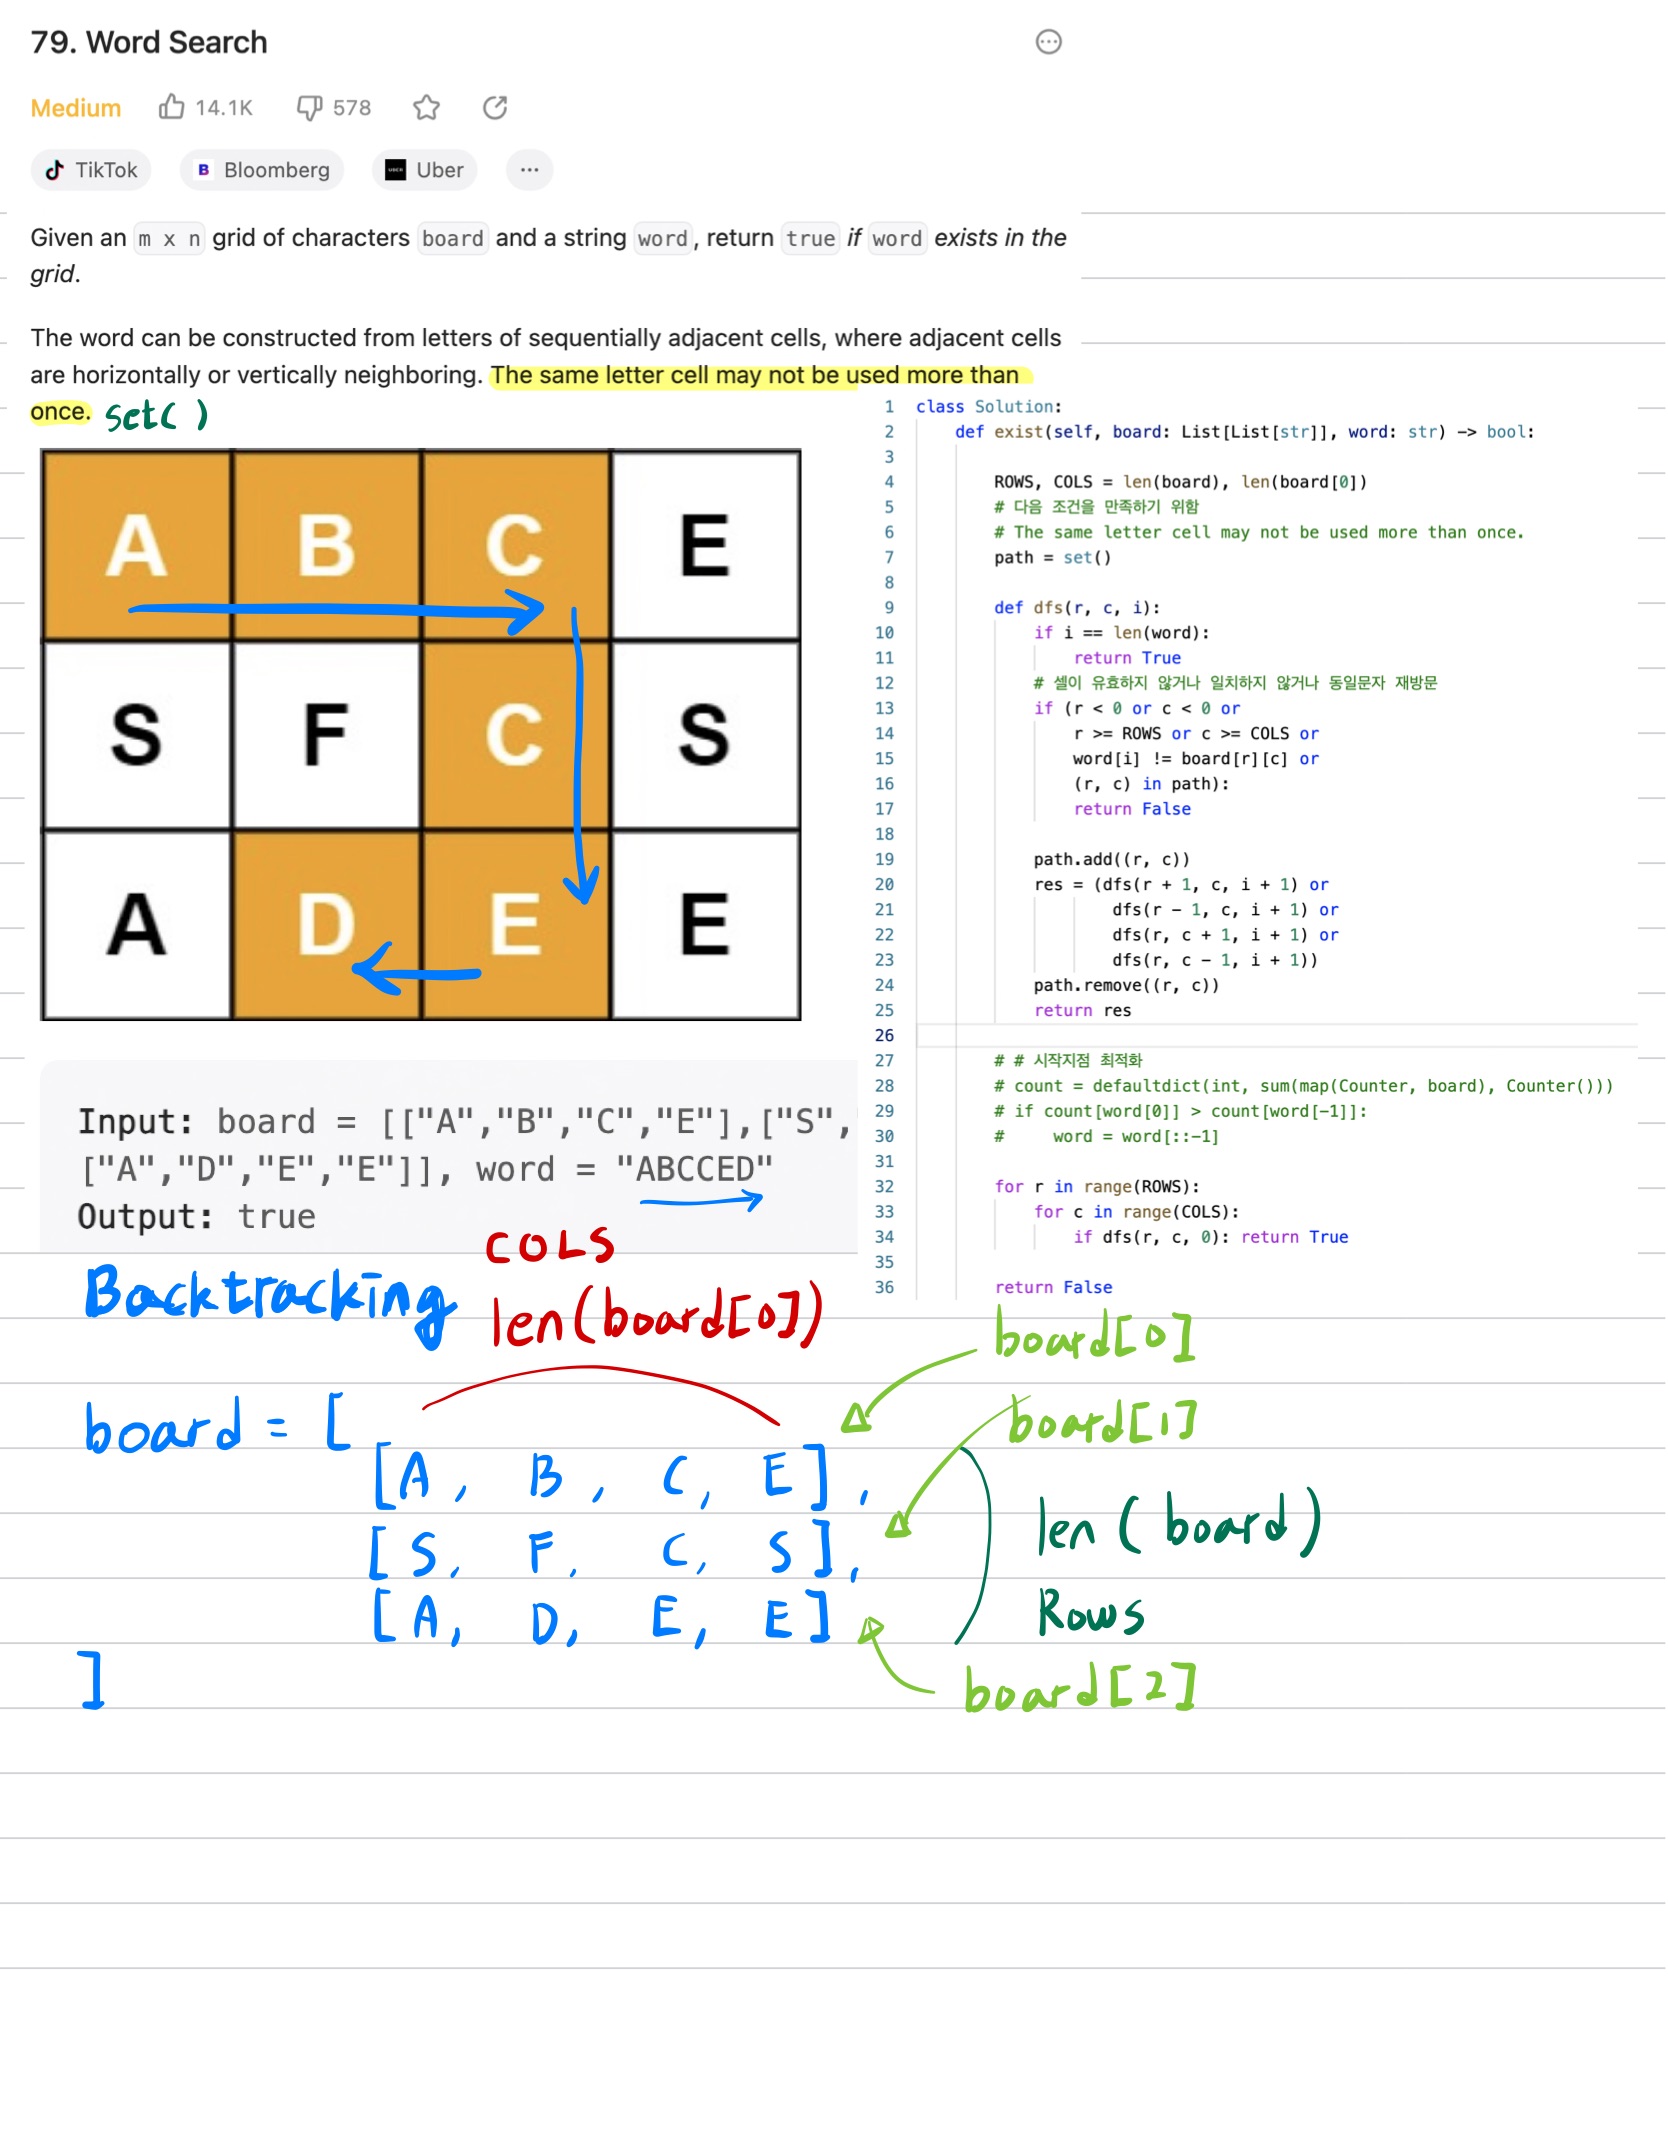 79. Word Search
Medium 14.1K 578
TikTok Bloomberg Uber ...
Given an m x n grid of characters board and a string word, return true if word exists in the
grid.
The word can be constructed from letters of sequentially adjacent cells, where adjacent cells
are horizontally or vertically neighboring. The same letter cell may not be used more than
once. set( )
A B C E
S F C S
A D E E
Input: board = [["A","B","C","E"],["S",
["A","D","E","E"]], word = "ABCCED"
Output: true
1 class Solution:
2 def exist(self, board: List[List[str]], word: str) -> bool:
3
4 ROWS, COLS = len(board), len(board[0])
5 # 다음 조건을 만족하기 위함
6 # The same letter cell may not be used more than once.
7 path = set()
8
9 def dfs(r, c, i):
10 if i == len(word):
11 return True
12 # 셀이 유효하지 않거나 일치하지 않거나 동일문자 재방문
13 if (r < 0 or c < 0 or
14 r >= ROWS or c >= COLS or
15 word[i] != board[r][c] or
16 (r, c) in path):
17 return False
18
19 path.add((r, c))
20 res = (dfs(r + 1, c, i + 1) or
21 dfs(r - 1, c, i + 1) or
22 dfs(r, c + 1, i + 1) or
23 dfs(r, c - 1, i + 1))
24 path.remove((r, c))
25 return res
26
27 # # 시작지점 최적화
28 # count = defaultdict(int, sum(map(Counter, board), Counter()))
29 # if count[word[0]] > count[word[-1]]:
30 # word = word[::-1]
31
32 for r in range(ROWS):
33 for c in range(COLS):
34 if dfs(r, c, 0): return True
35
36 return False
COLS
Backtracking len(board[0])
board[0]
board = [
board[1]
[A, B, C, E],
[S, F, C, S],
len(board)
[A, D, E, E]
Rows
]
board[2]